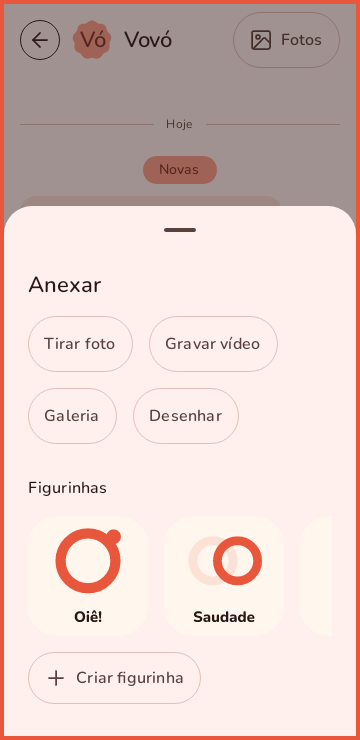 Vó Vovó Fotos
Hoje
Novas
Anexar
Tirar foto Gravar vídeo
Galeria Desenhar
Figurinhas
Oiê! Saudade
Criar figurinha